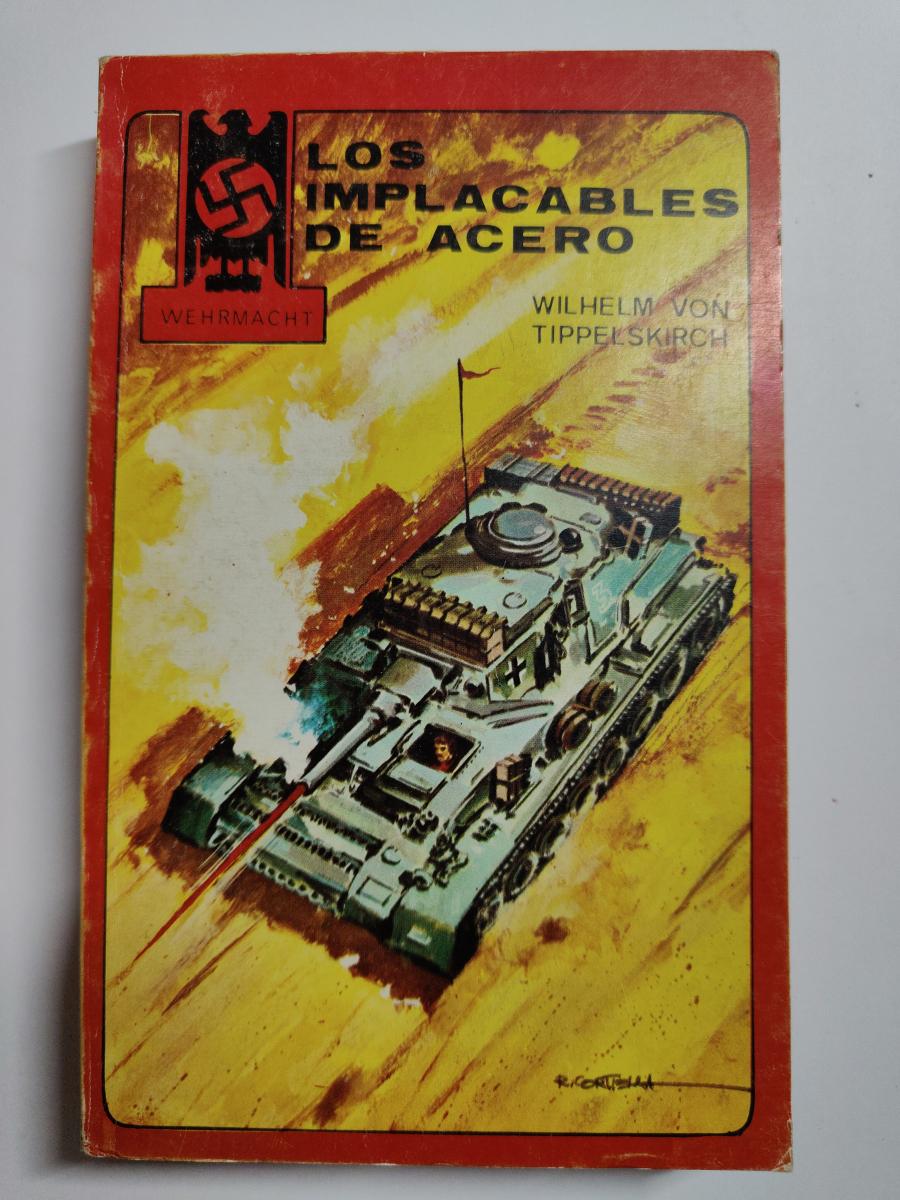 LOS
IMPLACABLES
DE ACERO
WEHRMACHT
WILHELM VON
TIPPELSKIRCH
R. CORTIELLA